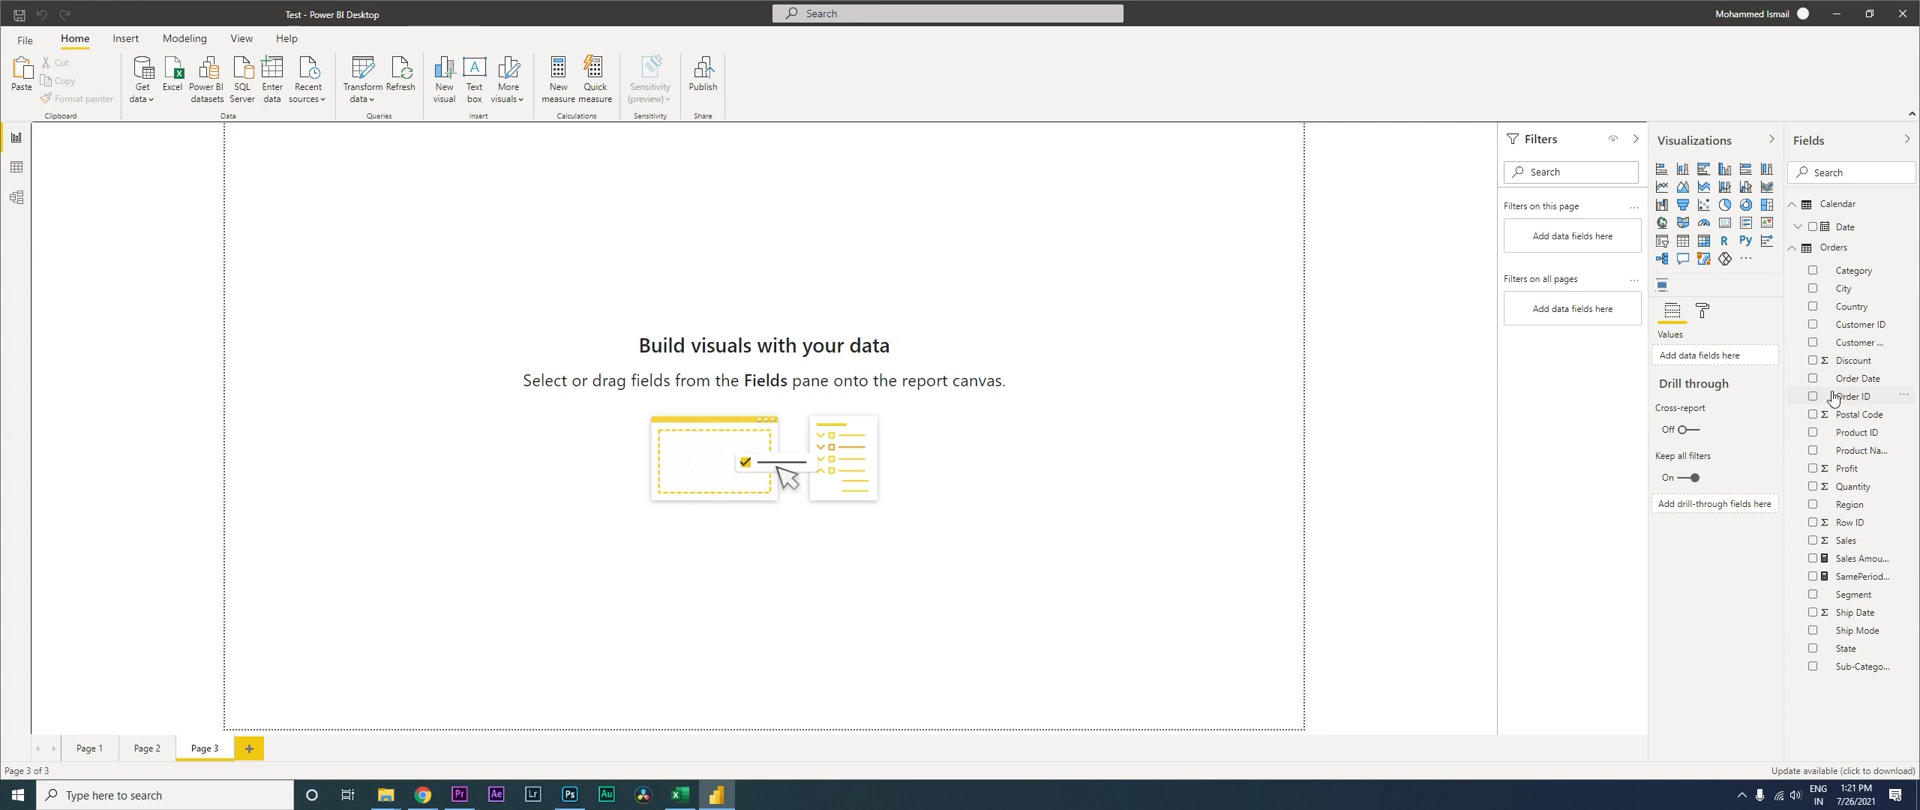 Test - Power BI Desktop
Search
Mohammed Ismail
File
Home
Insert
Modeling
View
Help
Paste
Cut
Copy
Format painter
Get data
Excel
Power BI datasets
SQL Server
Enter data
Recent sources
Transform data
Refresh
New visual
Text box
More visuals
New measure
Quick measure
Sensitivity (preview)
Publish
Clipboard
Data
Queries
Insert
Calculations
Sensitivity
Share
Build visuals with your data
Select or drag fields from the Fields pane onto the report canvas.
Filters
Search
Filters on this page
...
Add data fields here
Filters on all pages
...
Add data fields here
Visualizations
R
Py
...
Values
Add data fields here
Drill through
Cross-report
Off
Keep all filters
On
Add drill-through fields here
Fields
Search
Calendar
Date
Orders
Category
City
Country
Customer ID
Customer ...
Σ Discount
Order Date
Order ID ...
Σ Postal Code
Product ID
Product Na...
Σ Profit
Σ Quantity
Region
Σ Row ID
Σ Sales
Sales Amou...
SamePeriod...
Segment
Σ Ship Date
Ship Mode
State
Sub-Catego...
Page 1
Page 2
Page 3
+
Page 3 of 3
Update available (click to download)
Type here to search
Pr
Ae
Lr
Ps
Au
ENG
IN
1:21 PM
7/26/2021